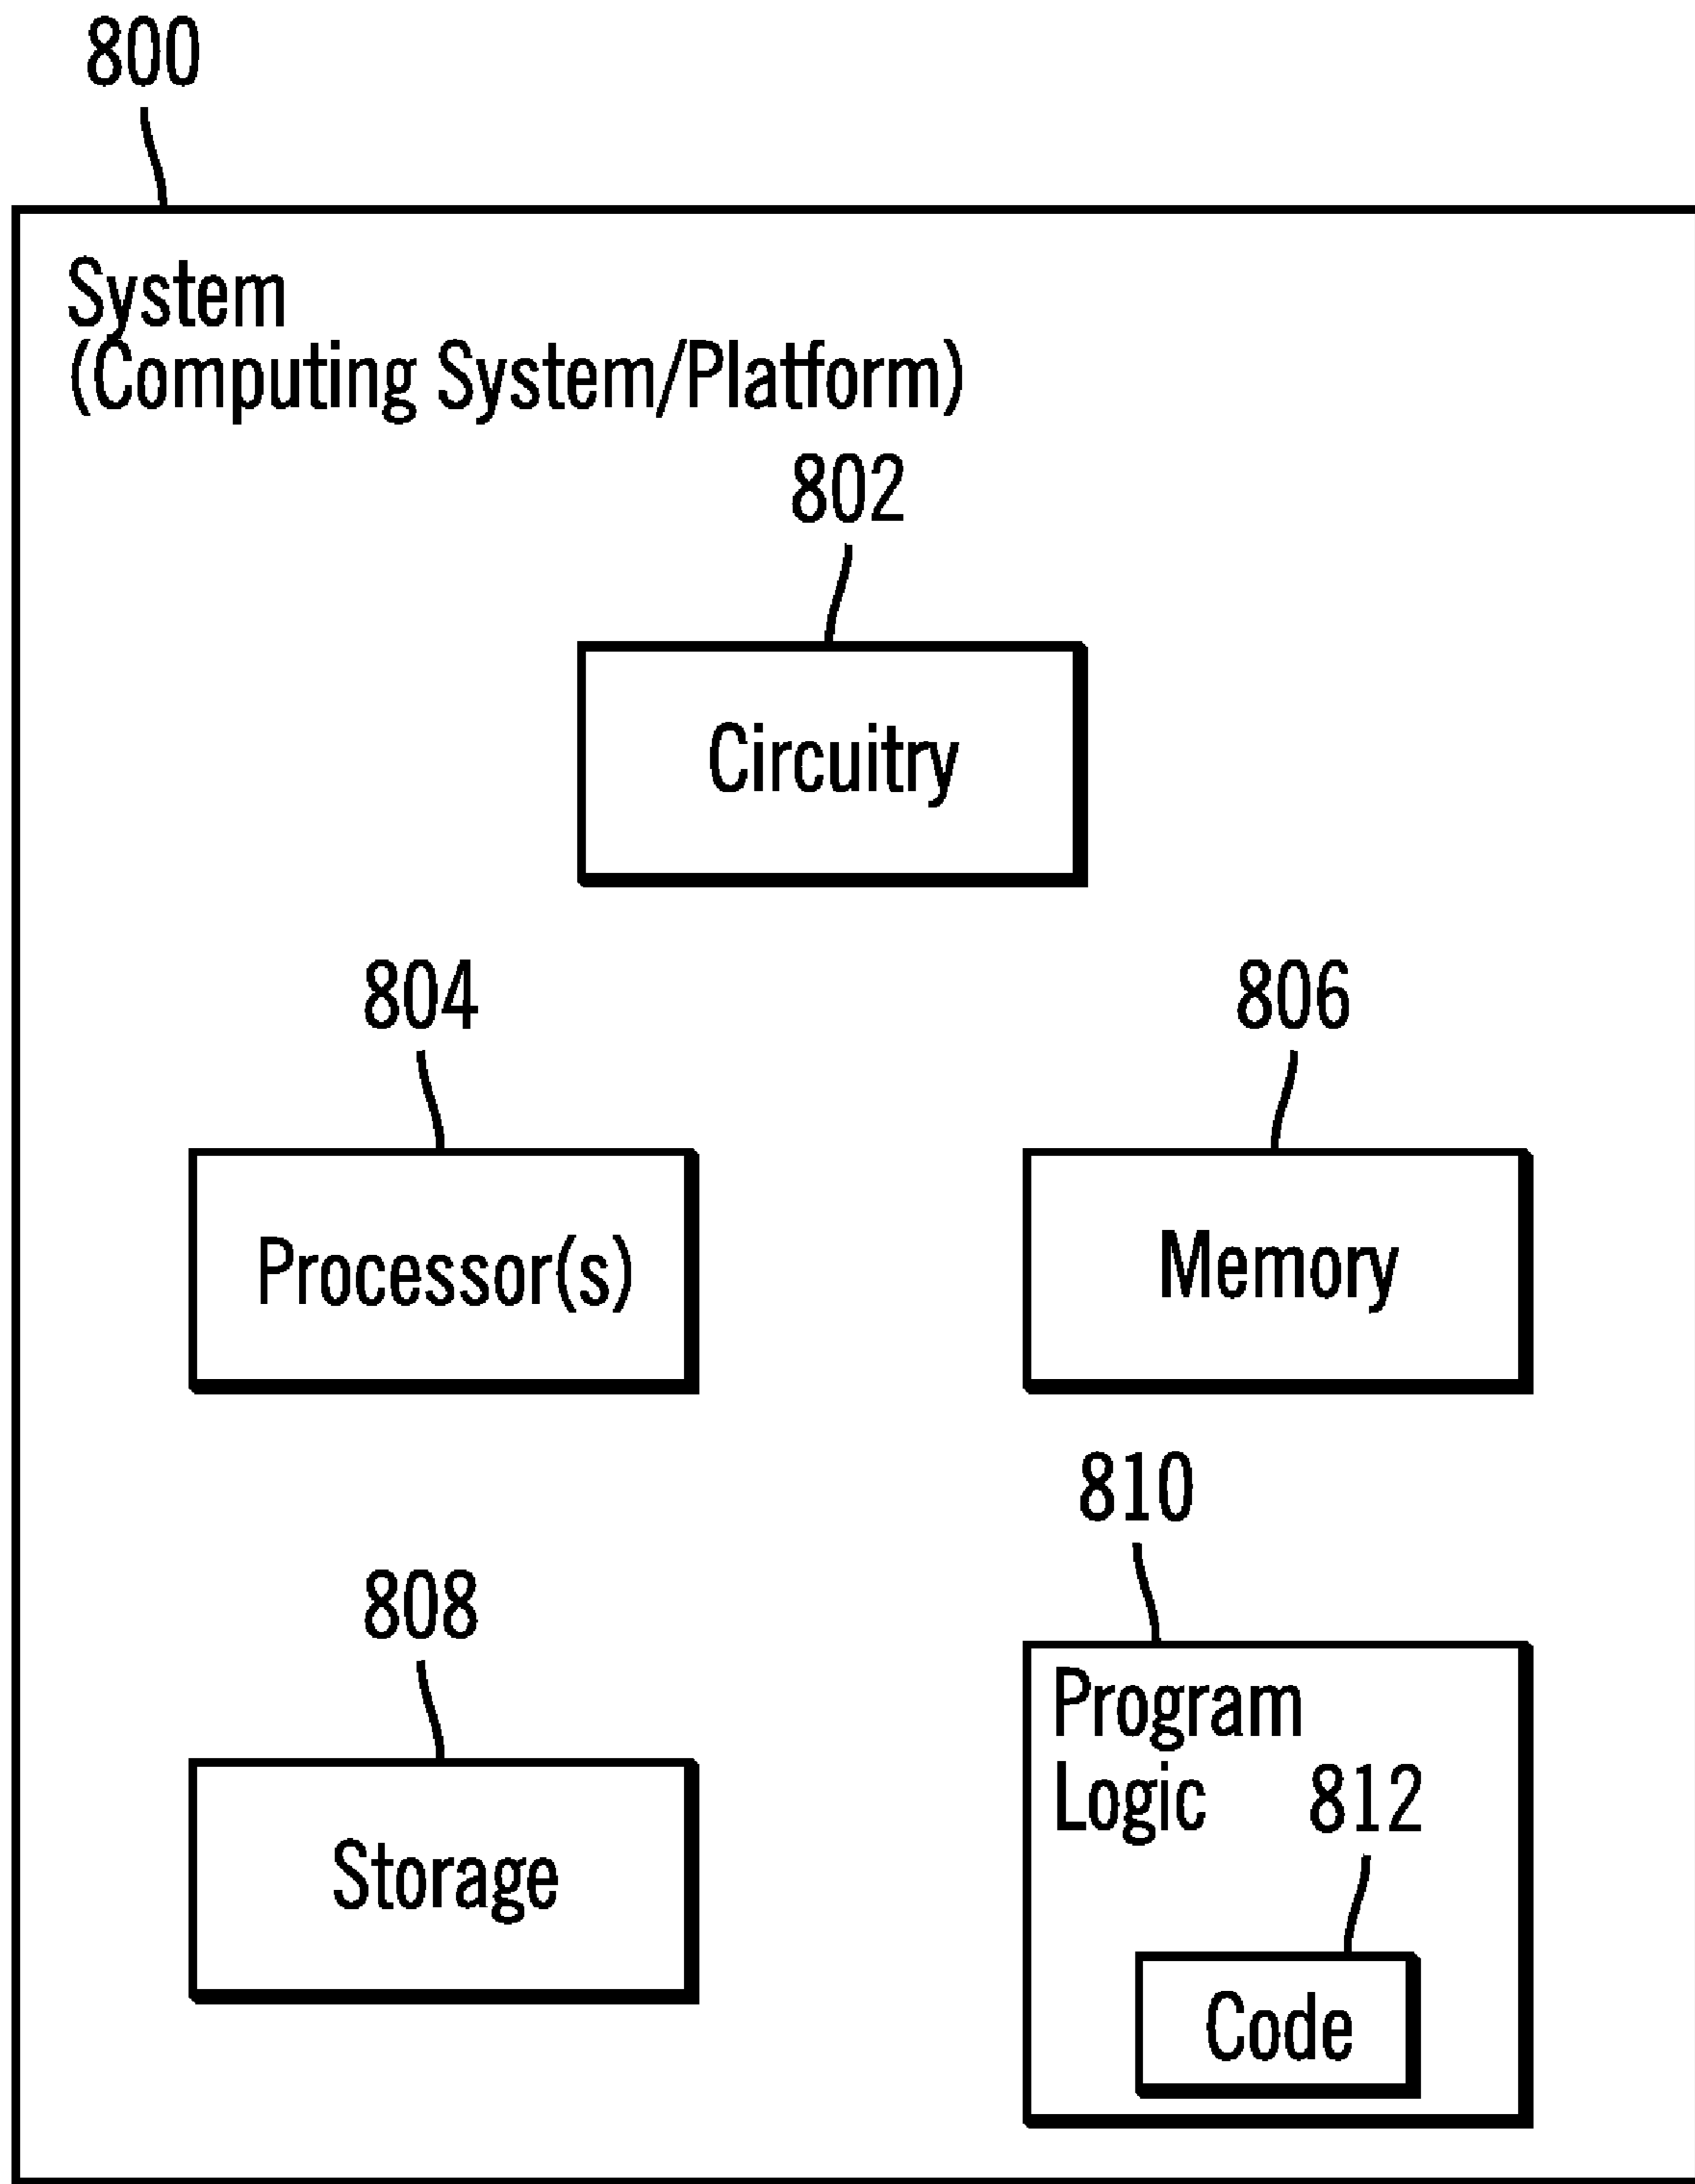 800
System
(Computing System/Platform)
802
Circuitry
804
806
Processor(s)
Memory
810
808
Program
Logic
812
Storage
Code